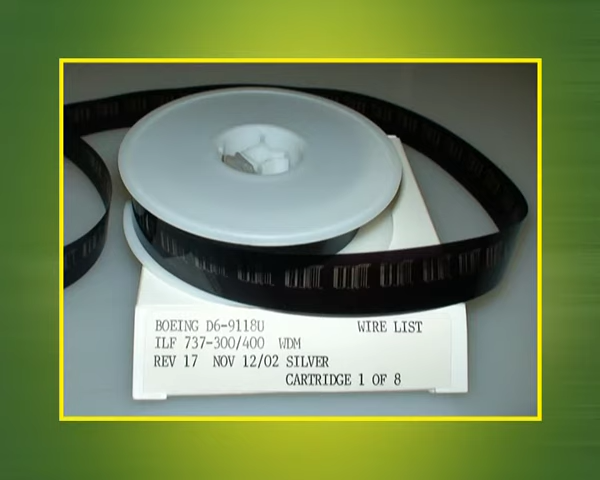 BOEING D6-9118U WIRE LIST
ILF 737-300/400 WDM
REV 17 NOV 12/02 SILVER
CARTRIDGE 1 OF 8